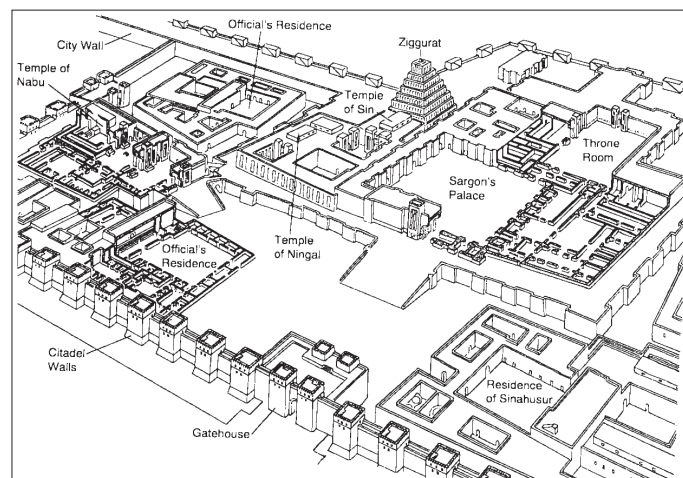 Official's Residence
City Wall
Ziggurat
Temple of
Nabu
Temple
of Sin
Throne
Room
Sargon's
Palace
Official's
Residence
Temple
of Ningal
Citadel
Walls
Residence
of Sinahusur
Gatehouse